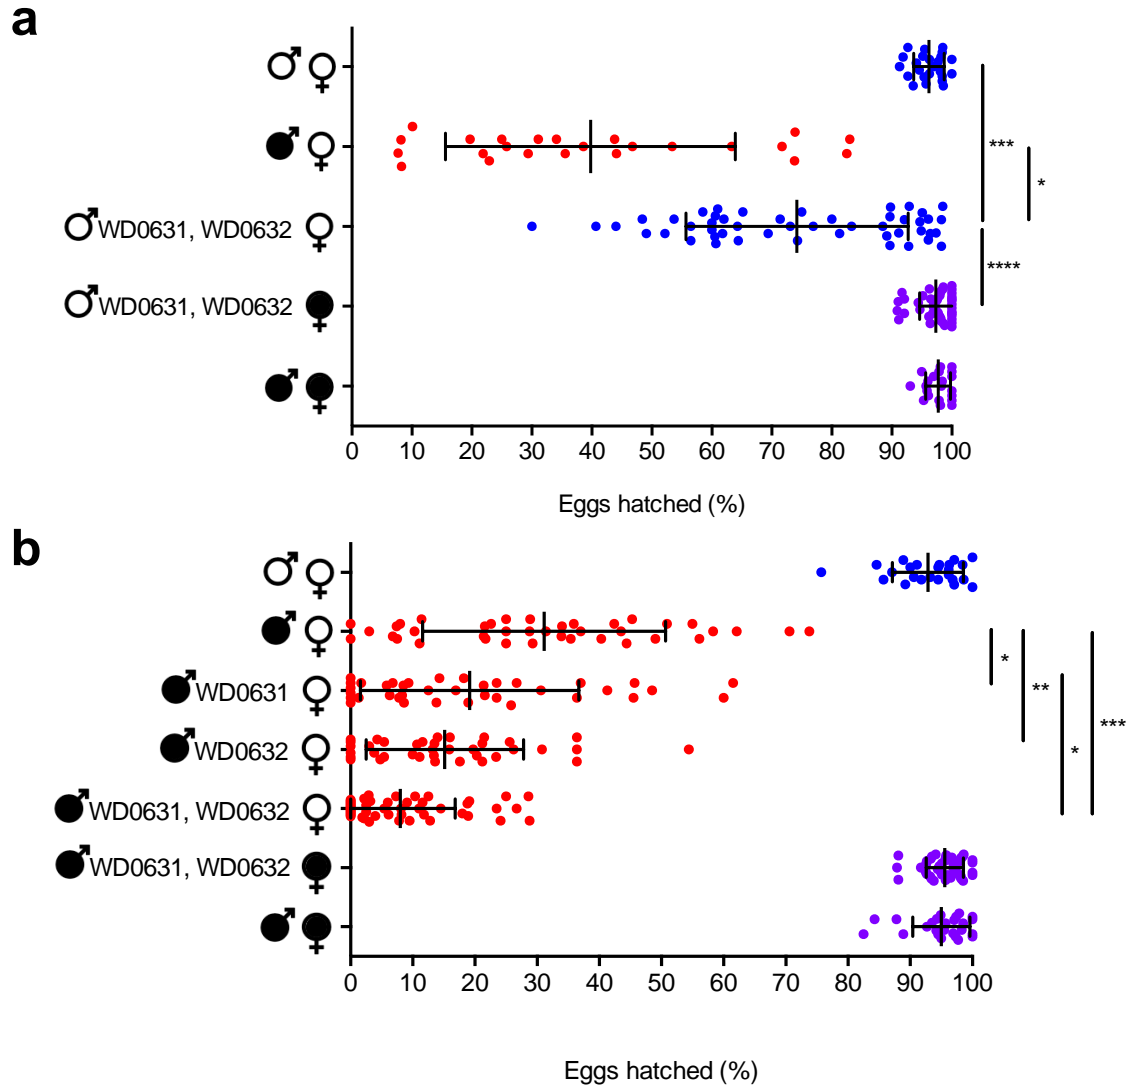 a
♂ ♀
♂ ♀
***
*
♂ WD0631, WD0632 ♀
****
♂ WD0631, WD0632 ♀
♂ ♀
0 10 20 30 40 50 60 70 80 90 100
Eggs hatched (%)
b
♂ ♀
♂ ♀
*
♂ WD0631 ♀
**
***
♂ WD0632 ♀
*
♂ WD0631, WD0632 ♀
♂ WD0631, WD0632 ♀
♂ ♀
0 10 20 30 40 50 60 70 80 90 100
Eggs hatched (%)